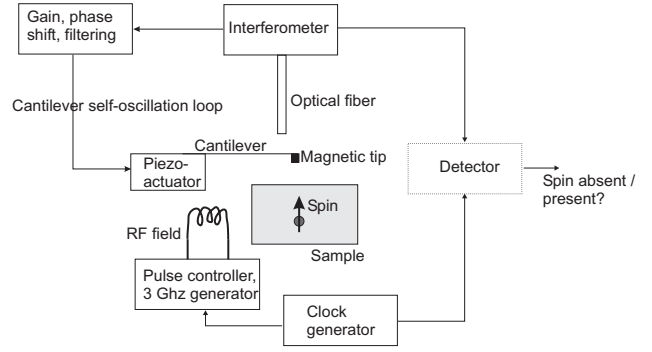 Gain, phase
shift, filtering
Interferometer
Cantilever self-oscillation loop
Optical fiber
Cantilever
Magnetic tip
Piezo-
actuator
Detector
Spin absent /
present?
Spin
RF field
Sample
Pulse controller,
3 Ghz generator
Clock
generator